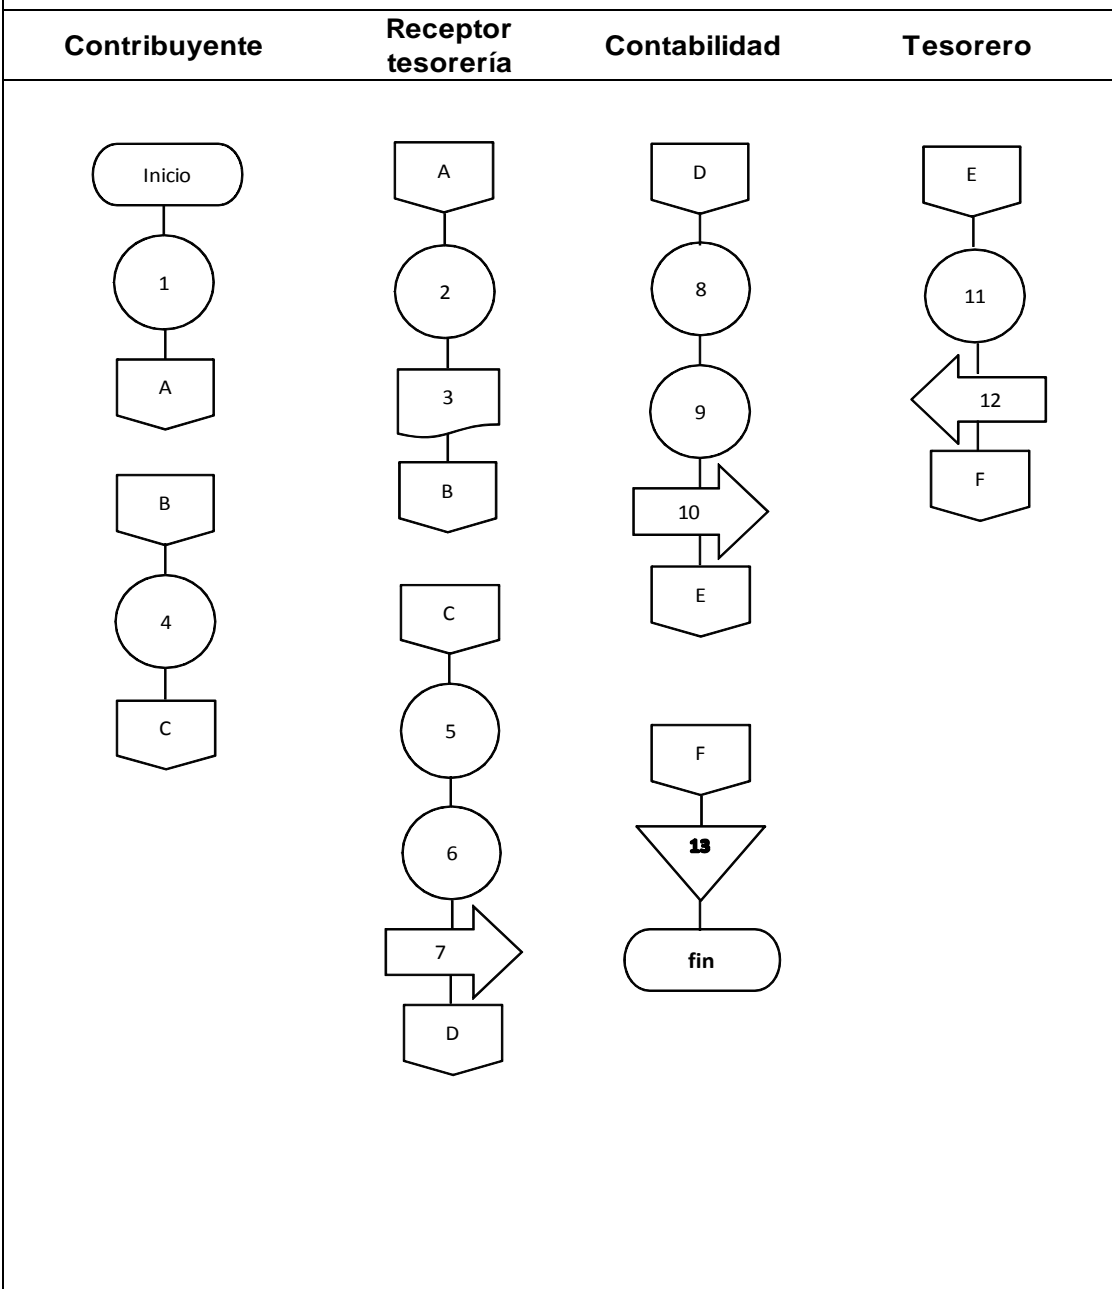 Contribuyente
Receptor
tesorería
Contabilidad
Tesorero
Inicio
1
A
B
4
C
A
2
3
B
C
5
6
7
D
D
8
9
10
E
F
13
fin
E
11
12
F